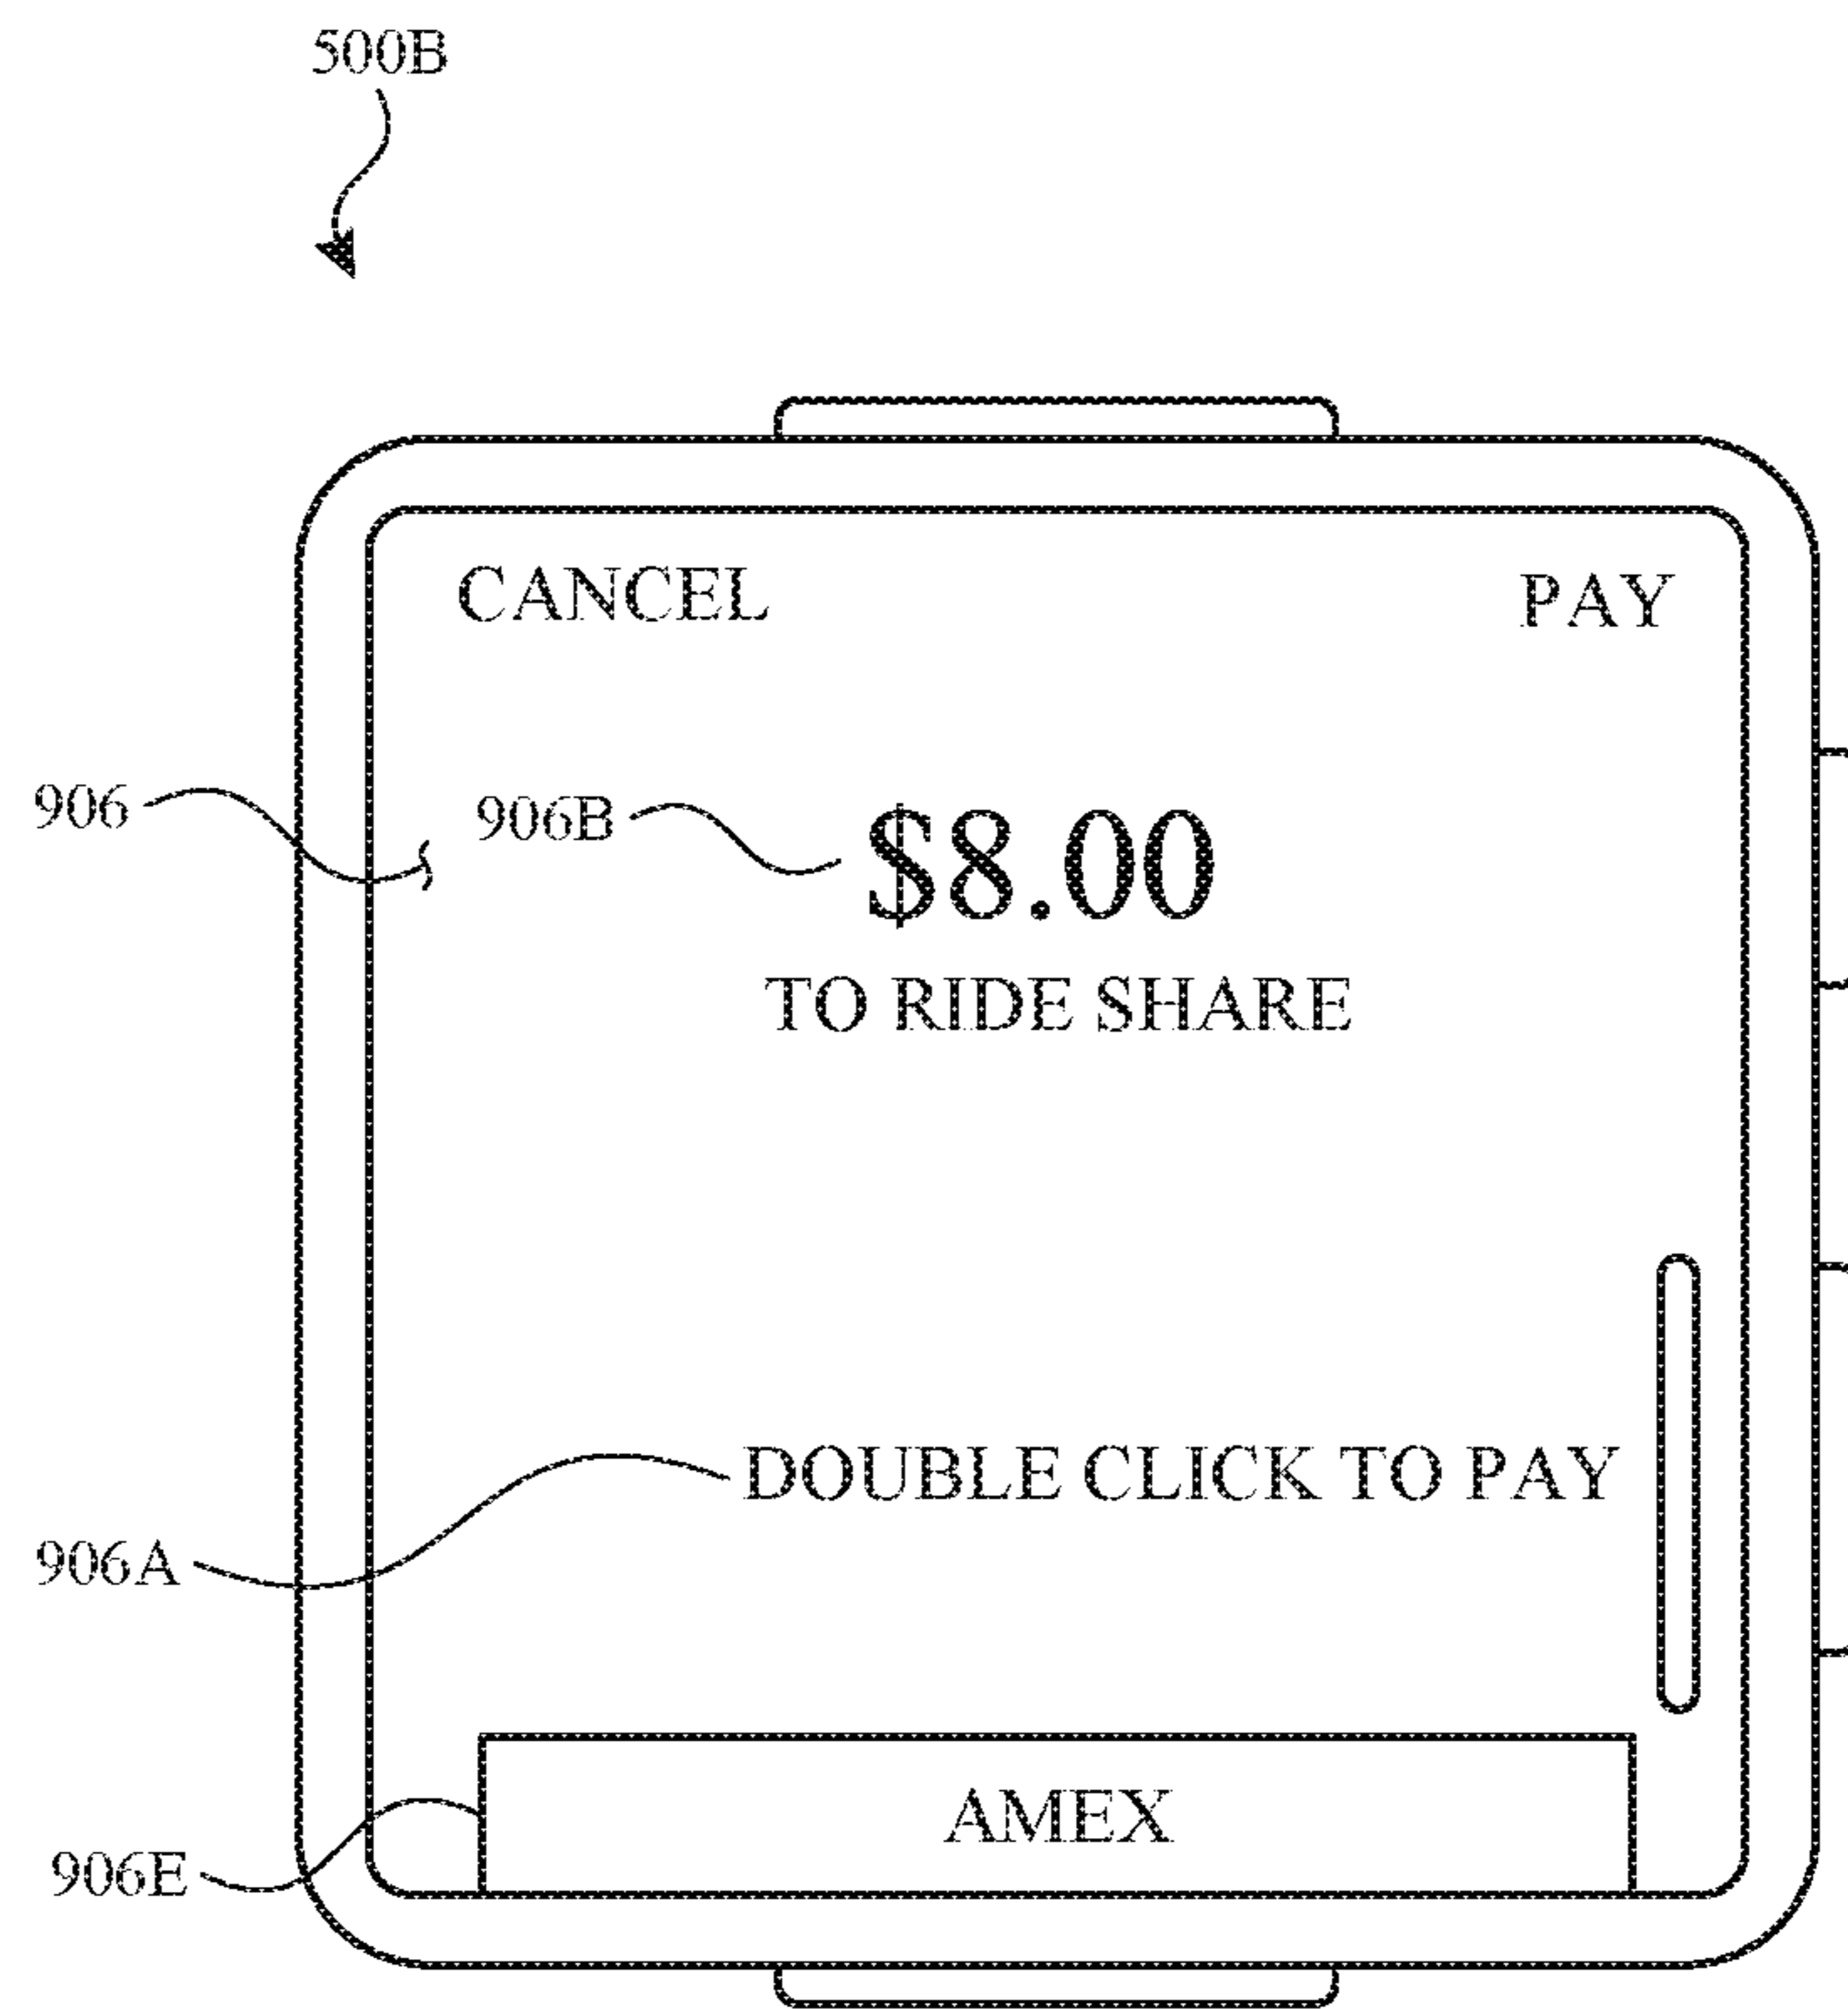 500B
CANCEL PAY
906 906B $8.00
TO RIDE SHARE
DOUBLE CLICK TO PAY
906A
AMEX
906E